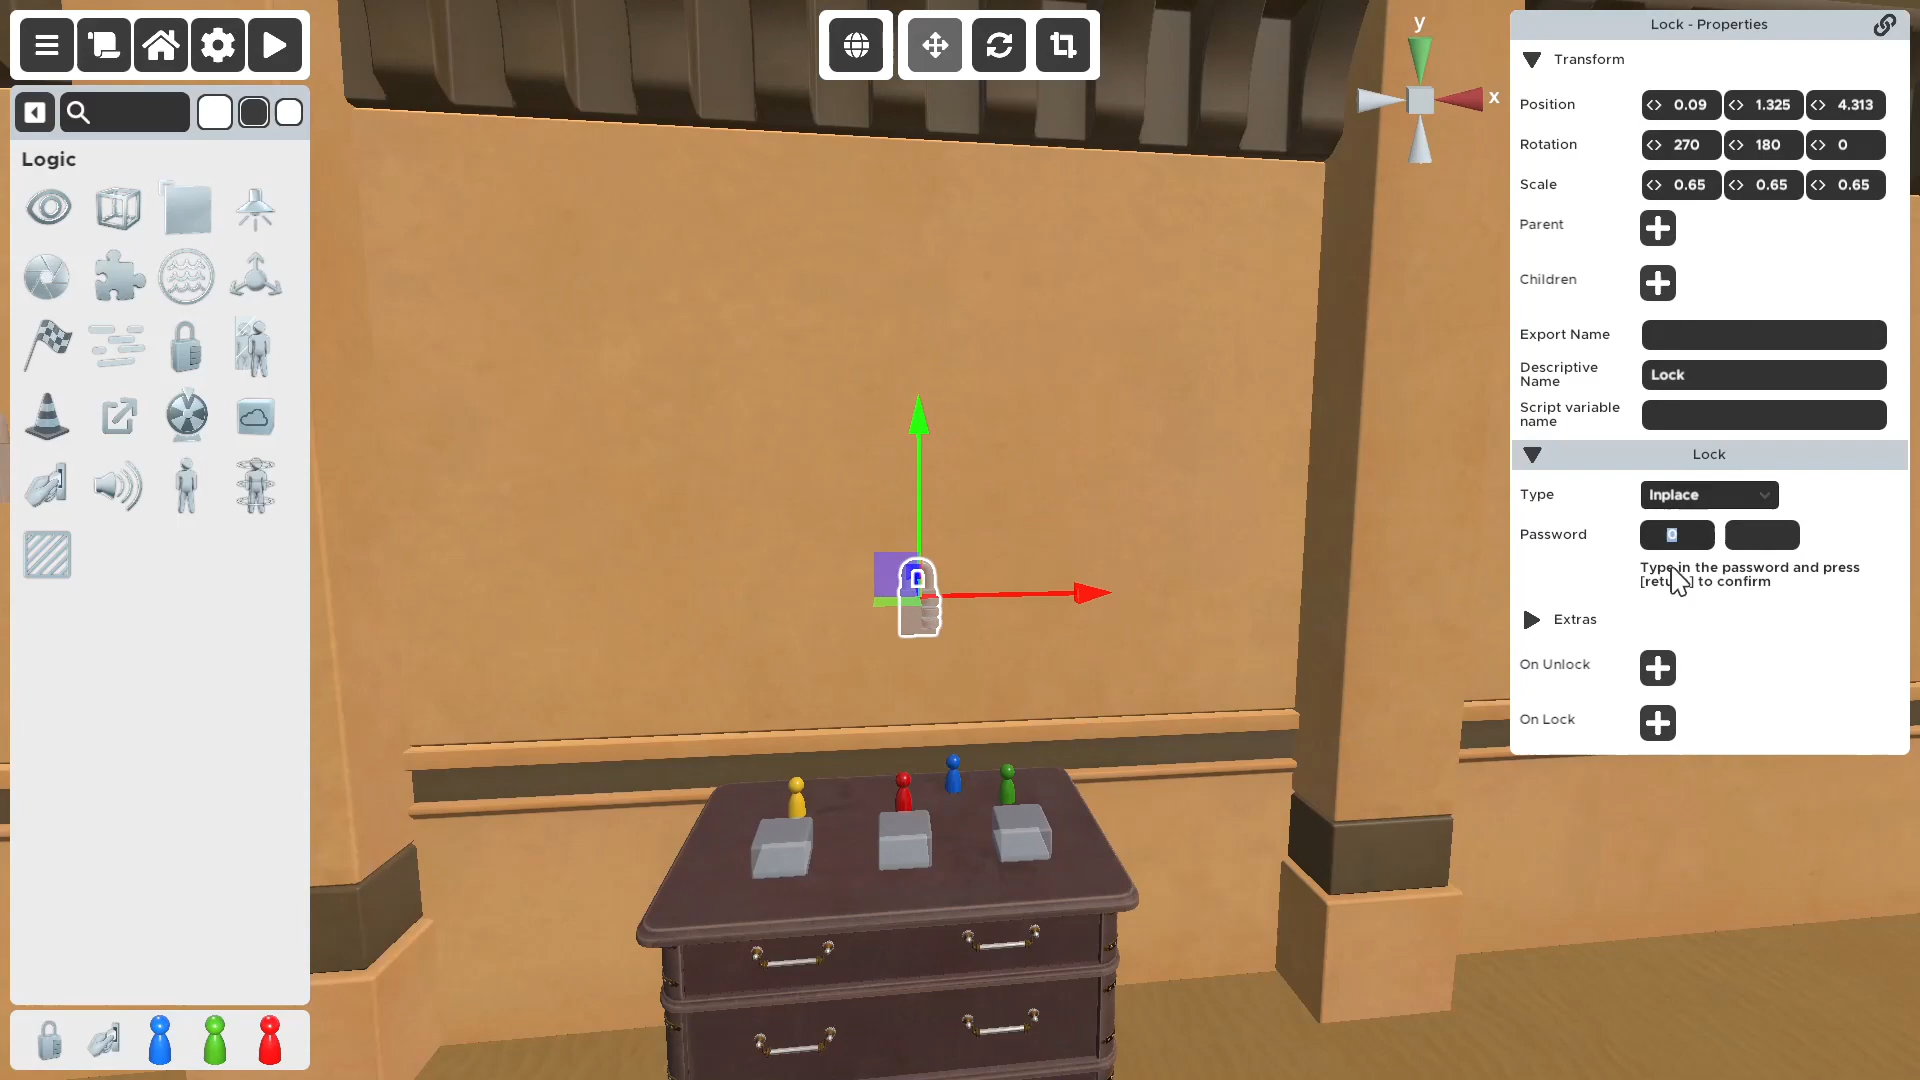 y
x
Logic
Lock - Properties
Transform
Position <> 0.09 <> 1.325 <> 4.313
Rotation <> 270 <> 180 <> 0
Scale <> 0.65 <> 0.65 <> 0.65
Parent
Children
Export Name
Descriptive
Name
Lock
Script variable
name
Lock
Type Inplace
Password 0
Type in the password and press
to confirm
Extras
On Unlock
On Lock